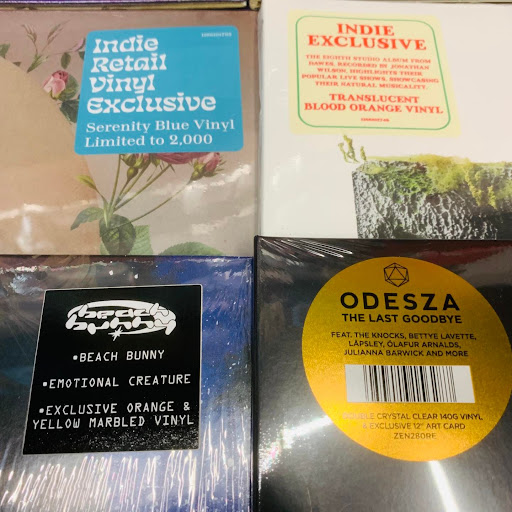 Indie
Retail
Vinyl
Exclusive
Serenity Blue Vinyl
Limited to 2,000
INDIE
EXCLUSIVE
THE EIGHTH STUDIO ALBUM FROM
DAWES, RECORDED BY JONATHAN
WILSON, HIGHLIGHTS THEIR
POPULAR LIVE SHOWS, SHOWCASING
THEIR NATURAL MUSICALITY.
TRANSLUCENT
BLOOD ORANGE VINYL
beach
bunny
•BEACH BUNNY
•EMOTIONAL CREATURE
•EXCLUSIVE ORANGE &
YELLOW MARBLED VINYL
ODESZA
THE LAST GOODBYE
FEAT. THE KNOCKS, BETTYE LAVETTE,
LÀPSLEY, ÓLAFUR ARNALDS,
JULIANNA BARWICK AND MORE
CRYSTAL CLEAR 140G VINYL
EXCLUSIVE 12" ART CARD
ZEN280RE